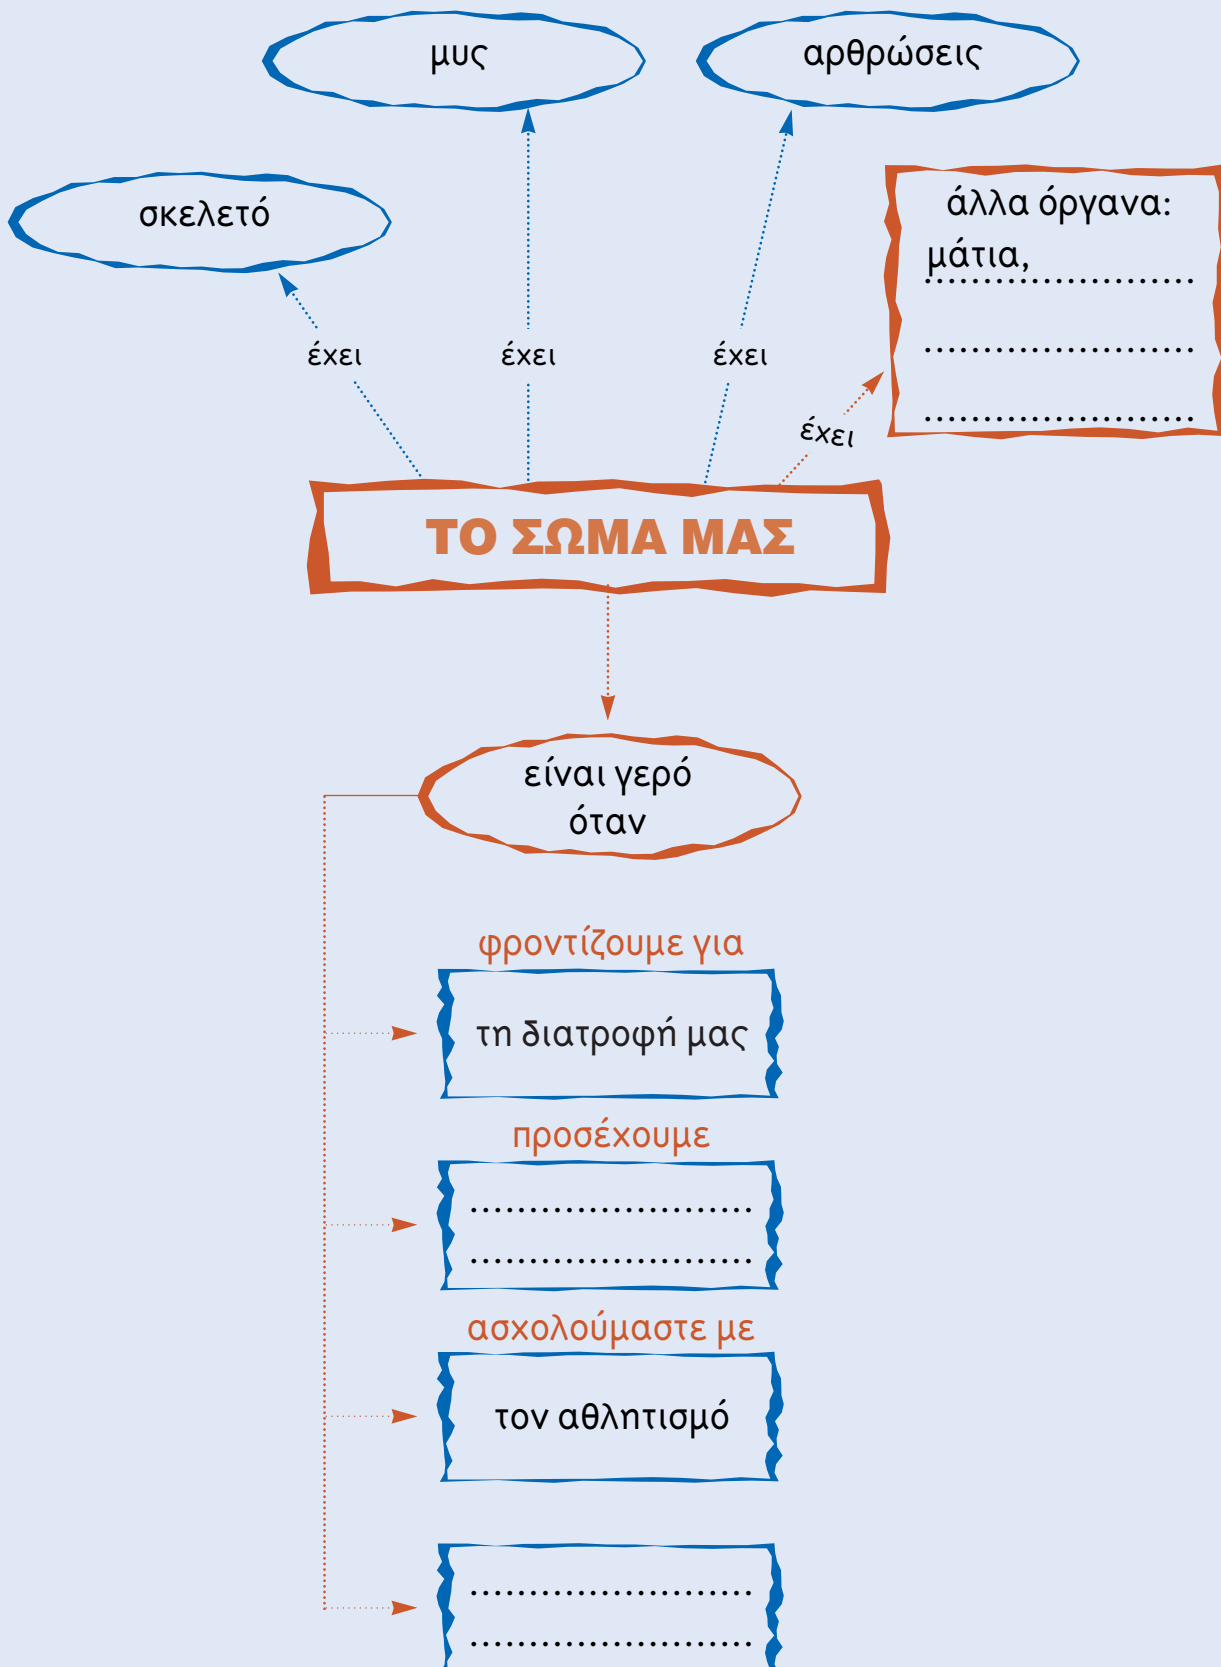 μυς
αρθρώσεις
σκελετό
άλλα όργανα:
μάτια,.......................
.......................
.......................
έχει
έχει
έχει
έχει
ΤΟ ΣΩΜΑ ΜΑΣ
είναι γερό
όταν
φροντίζουμε για
τη διατροφή μας
προσέχουμε
........................
........................
ασχολούμαστε με
τον αθλητισμό
........................
........................